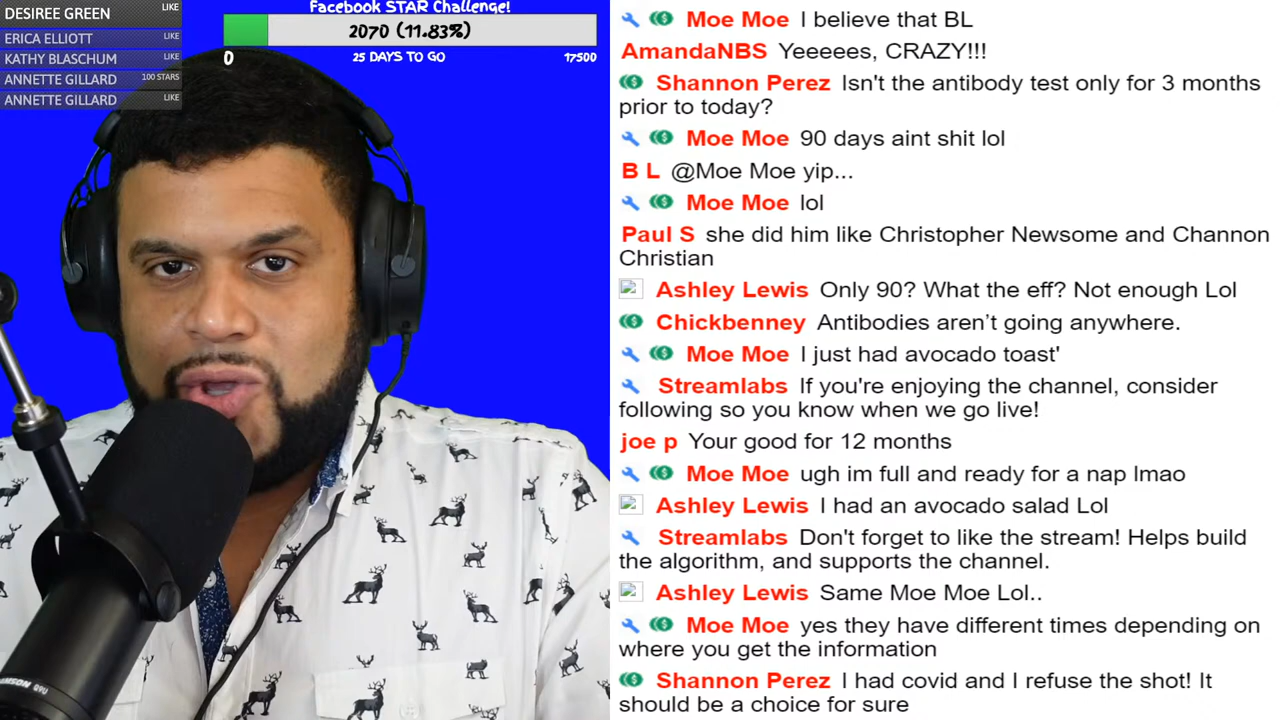 DESIREE GREEN LIKE
ERICA ELLIOTT LIKE
KATHY BLASCHUM LIKE
ANNETTE GILLARD 100 STARS
ANNETTE GILLARD LIKE
Facebook STAR Challenge!
2070 (11.83%)
0 25 DAYS TO GO 17500
Moe Moe I believe that BL
AmandaNBS Yeeeees, CRAZY!!!
Shannon Perez Isn't the antibody test only for 3 months
prior to today?
Moe Moe 90 days aint shit lol
B L @Moe Moe yip...
Moe Moe lol
Paul S she did him like Christopher Newsome and Channon
Christian
Ashley Lewis Only 90? What the eff? Not enough Lol
Chickbenney Antibodies aren’t going anywhere.
Moe Moe I just had avocado toast'
Streamlabs If you're enjoying the channel, consider
following so you know when we go live!
joe p Your good for 12 months
Moe Moe ugh im full and ready for a nap lmao
Ashley Lewis I had an avocado salad Lol
Streamlabs Don't forget to like the stream! Helps build
the algorithm, and supports the channel.
Ashley Lewis Same Moe Moe Lol..
Moe Moe yes they have different times depending on
where you get the information
Shannon Perez I had covid and I refuse the shot! It
should be a choice for sure